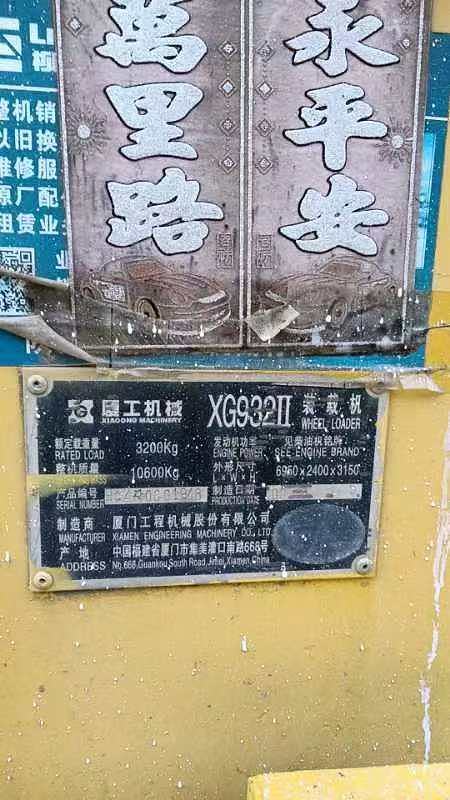 萬里路
永平安
整机销
以旧换
维修服
原厂配
租赁业
业
厦工机械
XIAGONG MACHINERY
XG932II 装载机
WHEEL LOADER
额定载重量
RATED LOAD
3200Kg
发动机功率
ENGINE POWER
见柴油机铭牌
SEE ENGINE BRAND
整机质量
10600Kg
外形尺寸
L×W×H
6950×2400×3150
产品编号
SERIAL NUMBER
制造日期
PRODUCTION DATE
制造商
MANUFACTURER
厦门工程机械股份有限公司
XIAMEN ENGINEERING MACHINERY CO., LTD.
产地
ADDRESS
中国福建省厦门市集美灌口南路668号
No.668,Guankou South Road,Jimei,Xiamen,China